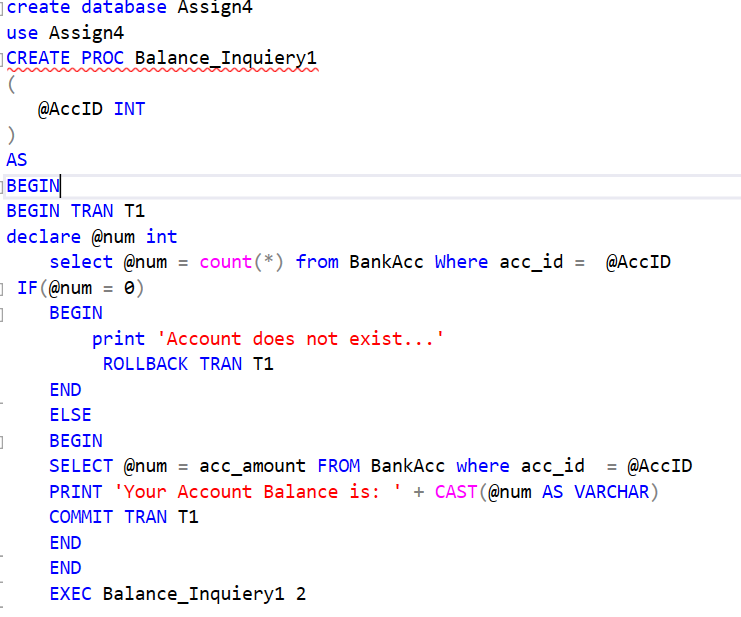 create database Assign4
use Assign4
CREATE PROC Balance_Inquiery1
(
@AccID INT
)
AS
BEGIN
BEGIN TRAN T1
declare @num int
select @num = count(*) from BankAcc Where acc_id =  @AccID
IF(@num = 0)
BEGIN
print 'Account does not exist...'
ROLLBACK TRAN T1
END
ELSE
BEGIN
SELECT @num = acc_amount FROM BankAcc where acc_id  = @AccID
PRINT 'Your Account Balance is: ' + CAST(@num AS VARCHAR)
COMMIT TRAN T1
END
END
EXEC Balance_Inquiery1 2